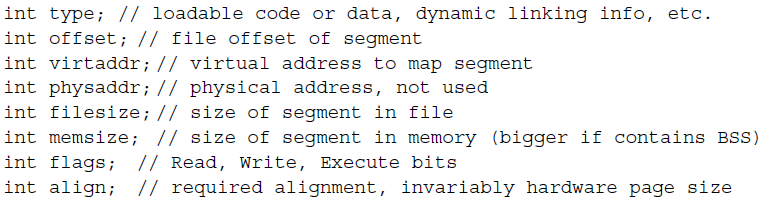 int type; // loadable code or data, dynamic linking info, etc.
int offset; // file offset of segment
int virtaddr; // virtual address to map segment
int physaddr; // physical address, not used
int filesize; // size of segment in file
int memsize; // size of segment in memory (bigger if contains BSS)
int flags; // Read, Write, Execute bits
int align; // required alignment, invariably hardware page size